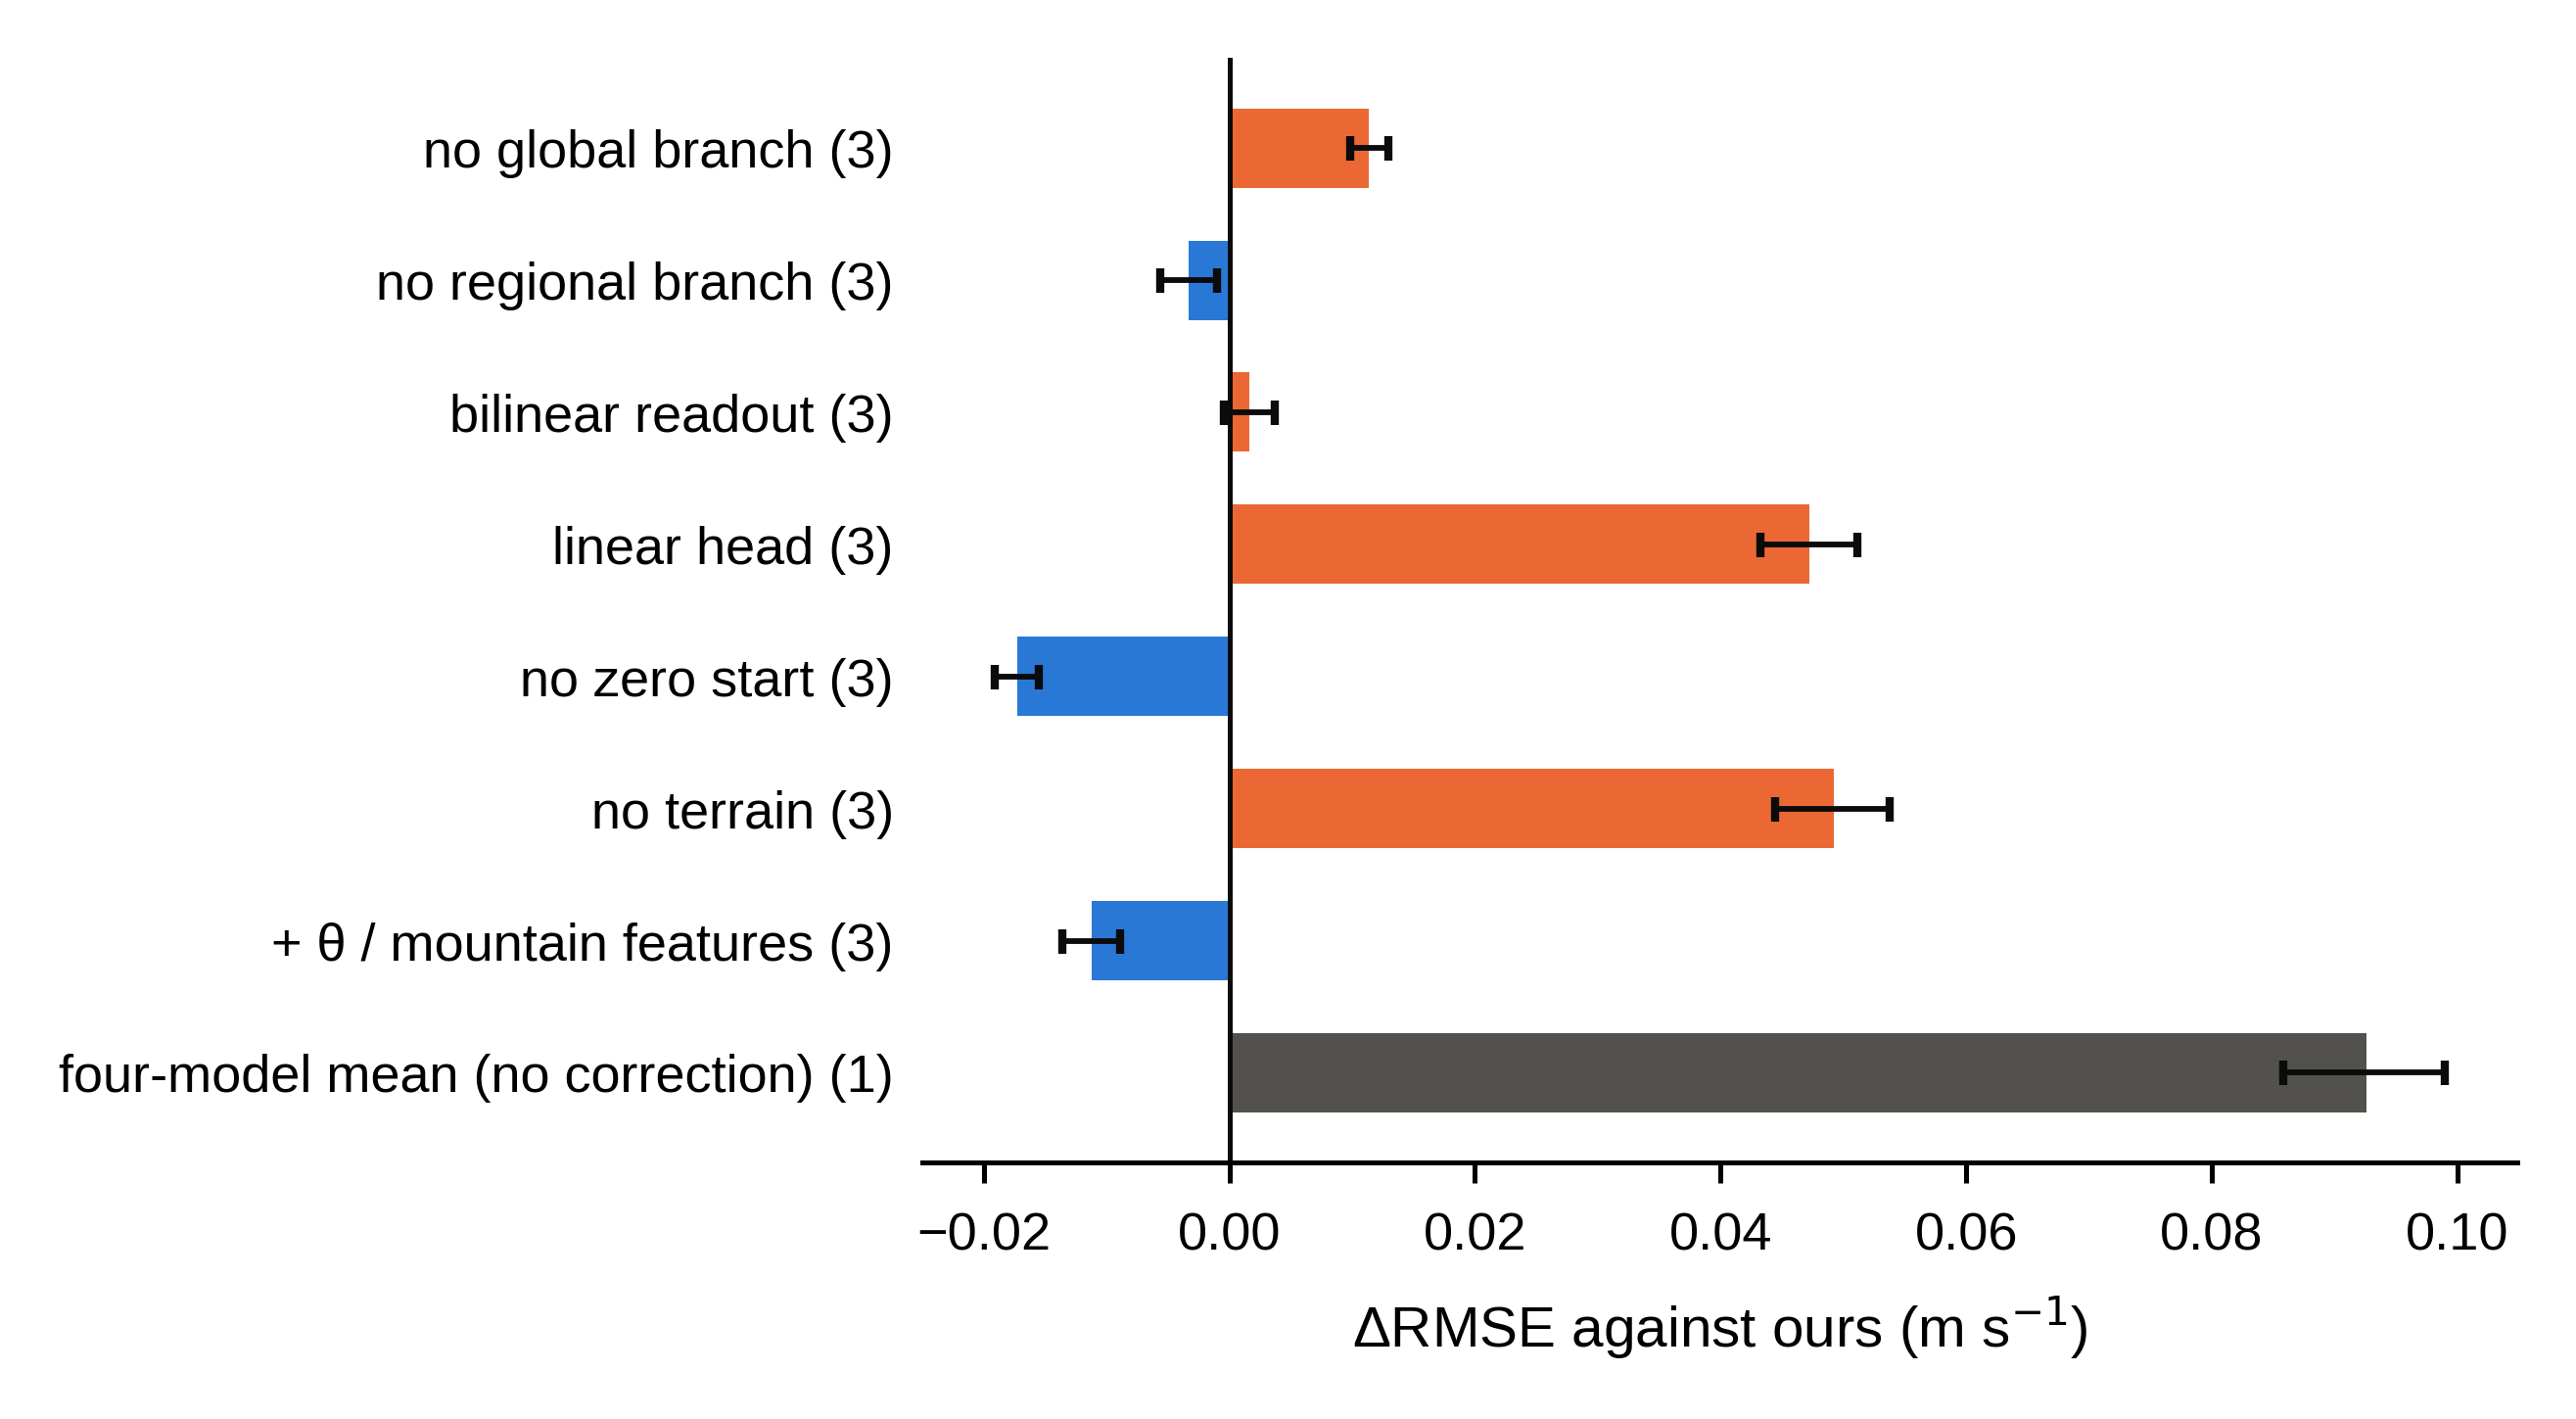 no global branch (3)
no regional branch (3)
bilinear readout (3)
linear head (3)
no zero start (3)
no terrain (3)
+ θ / mountain features (3)
four-model mean (no correction) (1)
−0.02 0.00 0.02 0.04 0.06 0.08 0.10
ΔRMSE against ours (m s⁻¹)